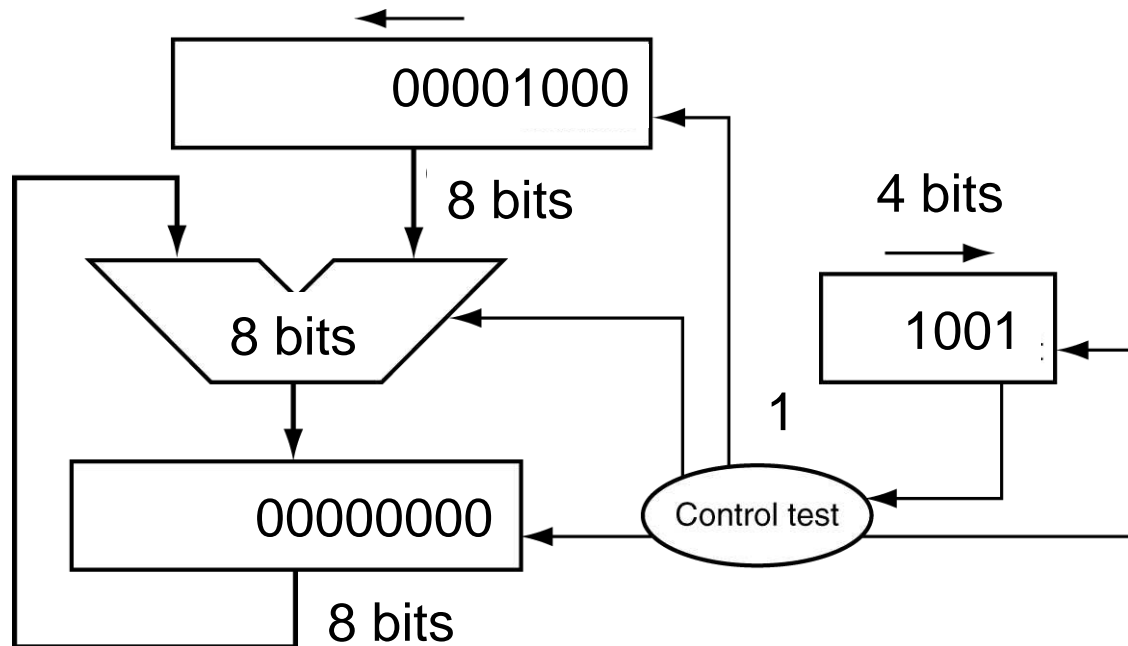 00001000
8 bits
4 bits
8 bits
1001
1
00000000
Control test
8 bits